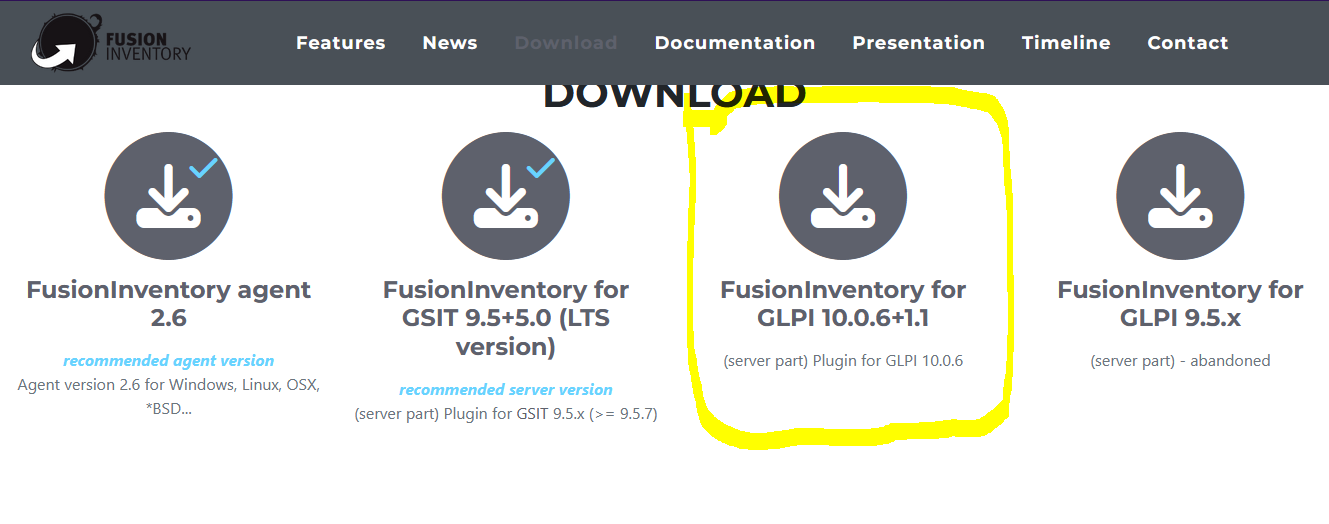 FUSION
INVENTORY
Features News Download Documentation Presentation Timeline Contact
DOWNLOAD
FusionInventory agent
2.6
recommended agent version
Agent version 2.6 for Windows, Linux, OSX,
*BSD...
FusionInventory for
GSIT 9.5+5.0 (LTS
version)
recommended server version
(server part) Plugin for GSIT 9.5.x (>= 9.5.7)
FusionInventory for
GLPI 10.0.6+1.1
(server part) Plugin for GLPI 10.0.6
FusionInventory for
GLPI 9.5.x
(server part) - abandoned